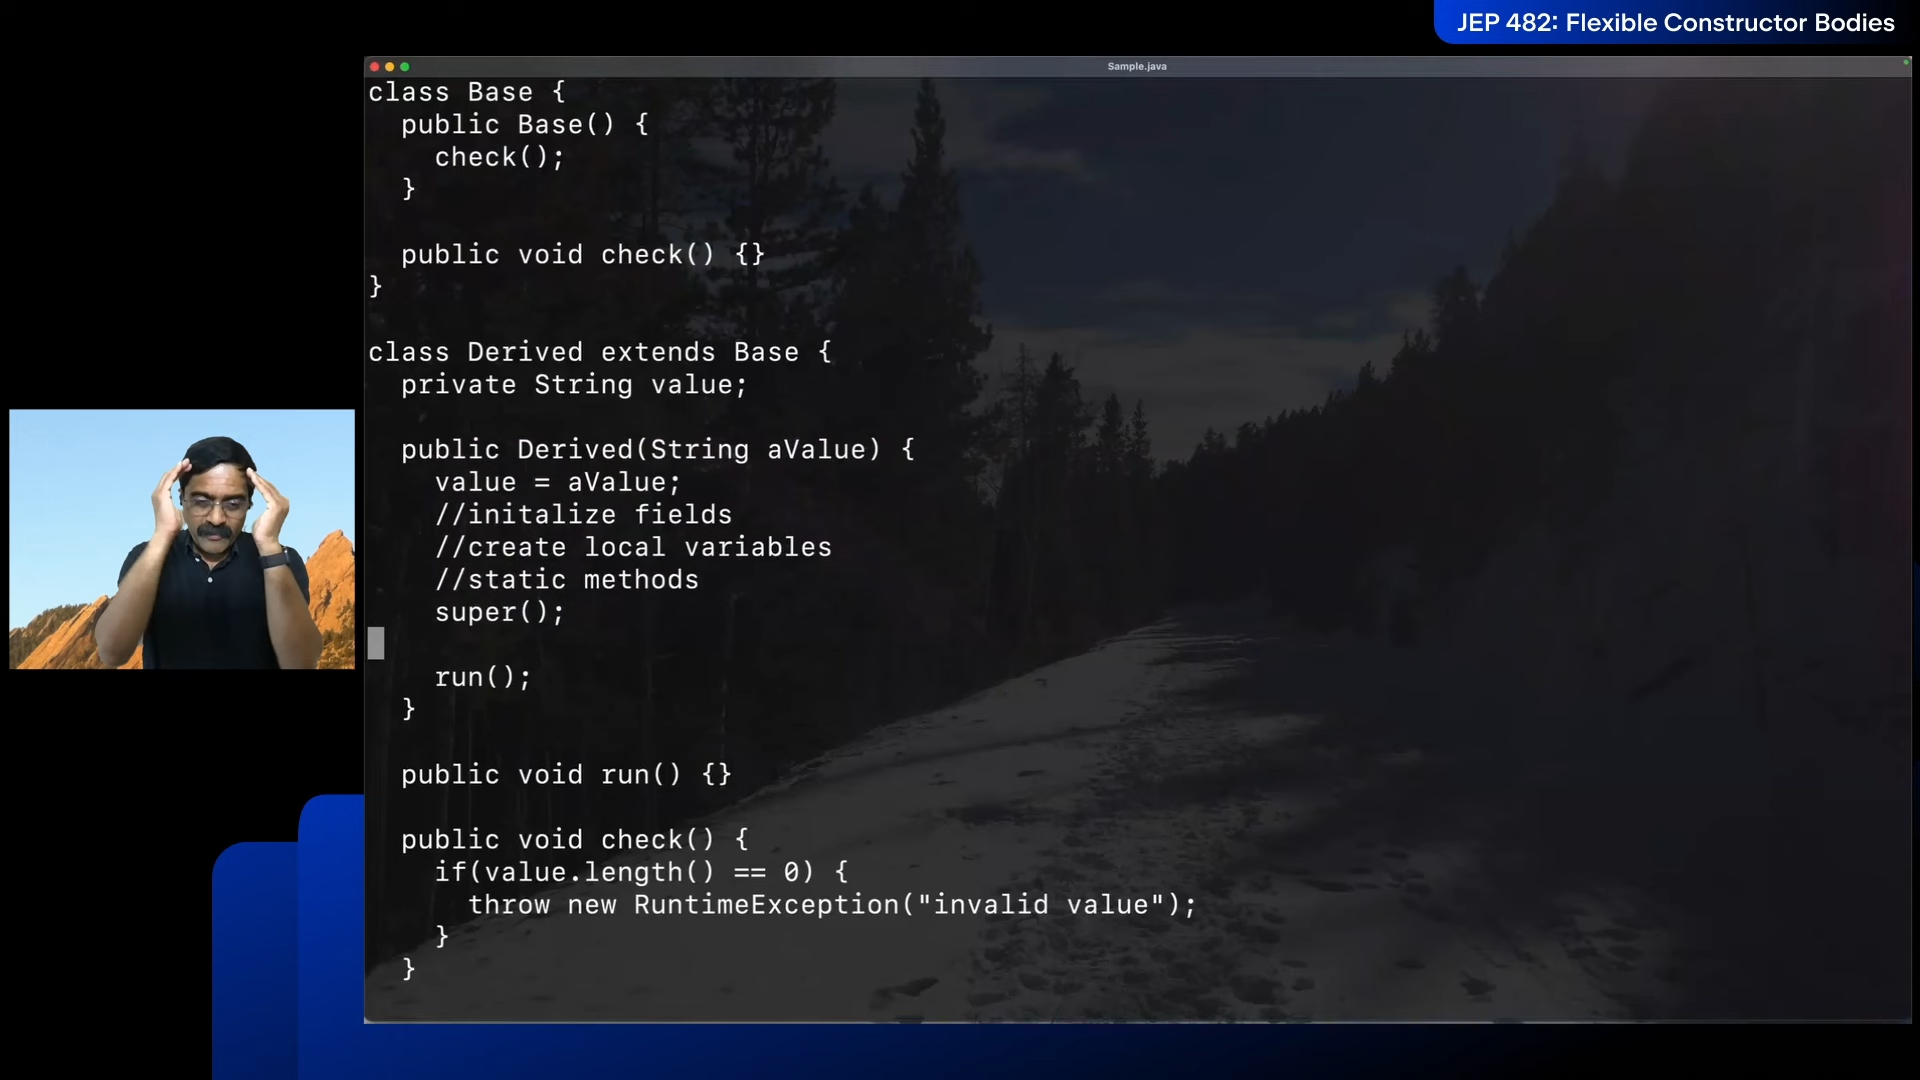 JEP 482: Flexible Constructor Bodies
Sample.java
class Base {
  public Base() {
    check();
  }

  public void check() {}
}

class Derived extends Base {
  private String value;

  public Derived(String aValue) {
    value = aValue;
    //initalize fields
    //create local variables
    //static methods
    super();

    run();
  }

  public void run() {}

  public void check() {
    if(value.length() == 0) {
      throw new RuntimeException("invalid value");
    }
  }